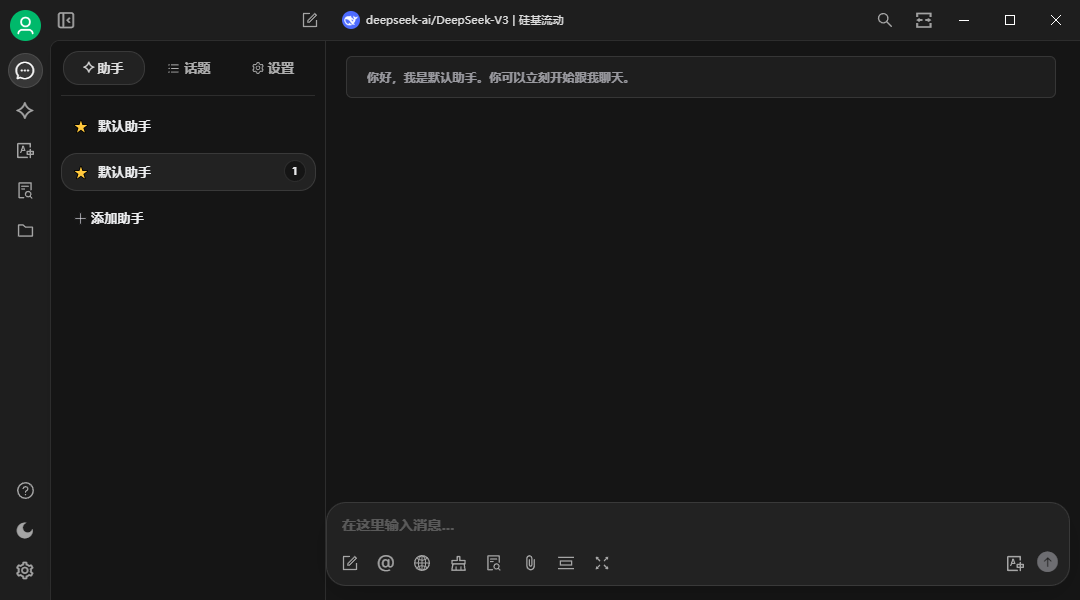 deepseek-ai/DeepSeek-V3 | 硅基流动
助手
话题
设置
默认助手
默认助手
1
添加助手
你好，我是默认助手。你可以立刻开始跟我聊天。
在这里输入消息...